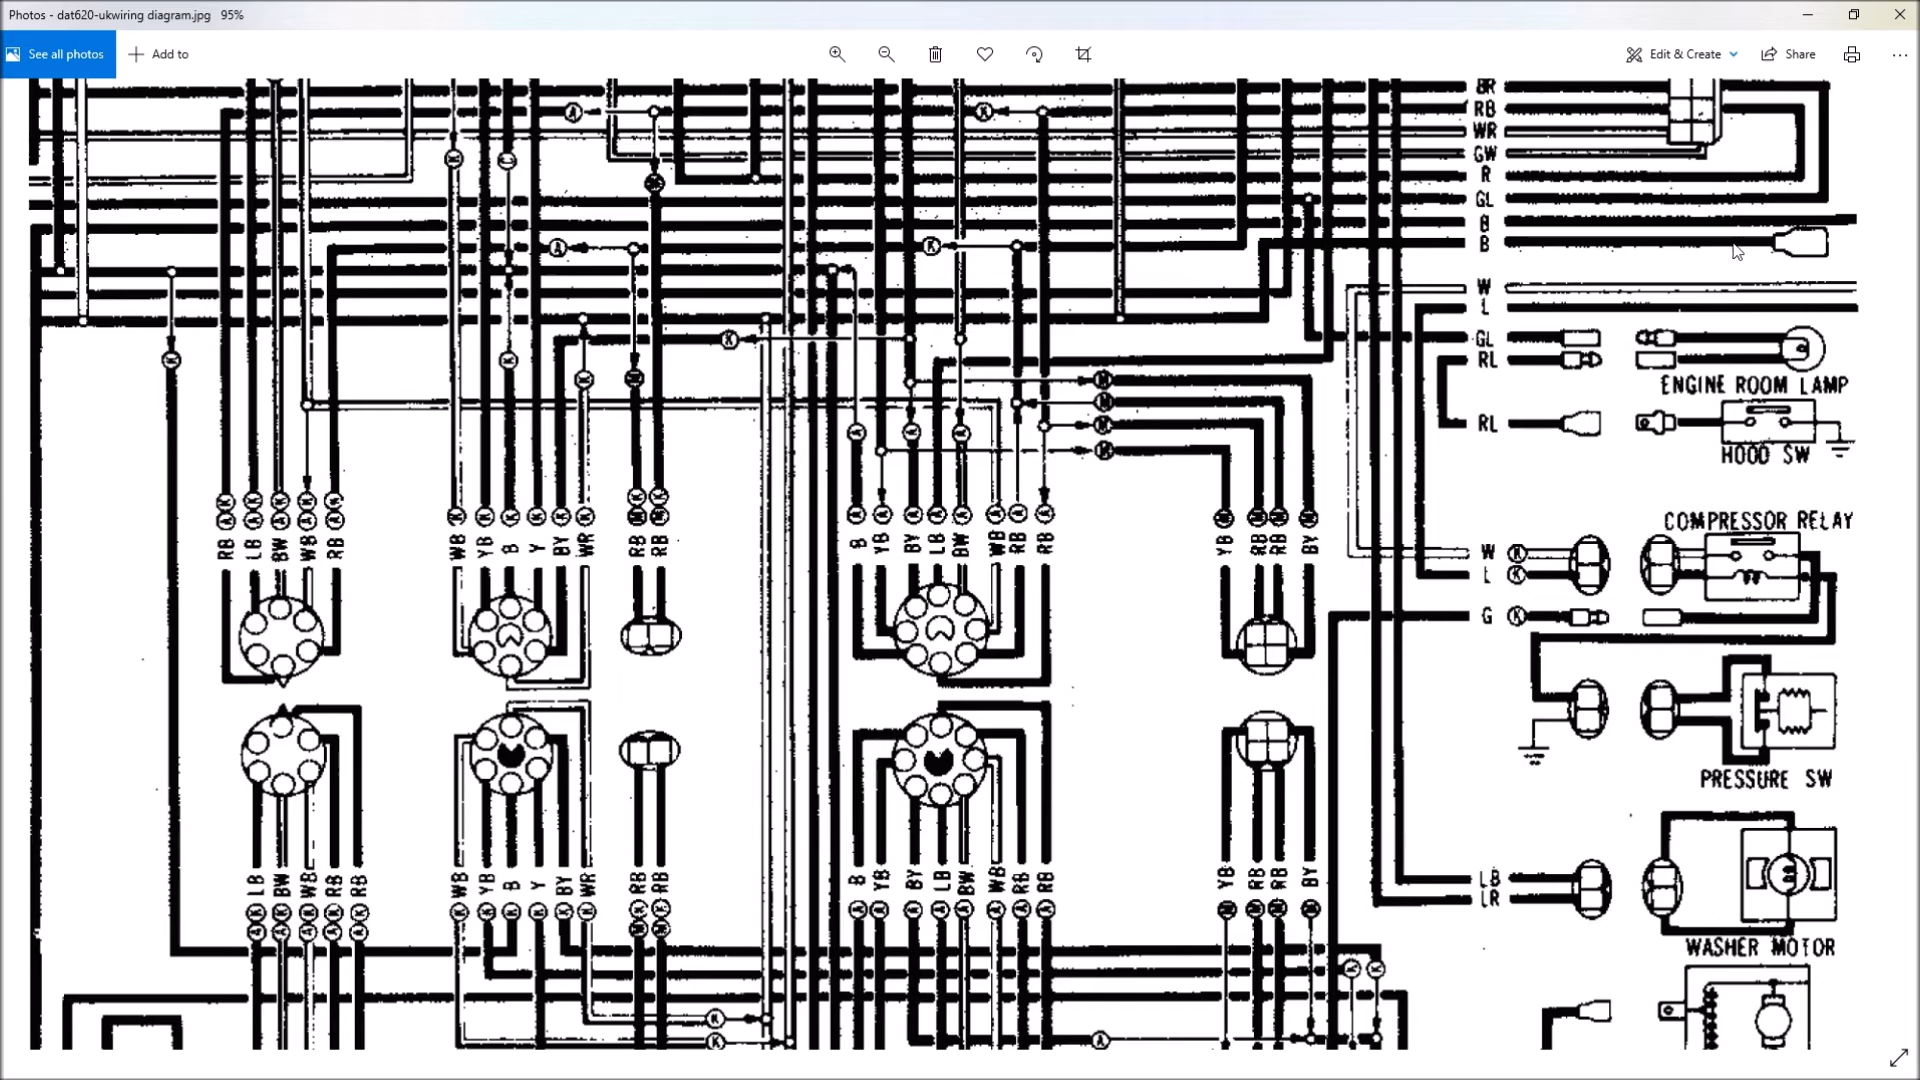 Photos - dat620-ukwiring diagram.jpg 95%
See all photos
Add to
Edit & Create
Share
BR
RB
WR
GW
R
GL
B
B
W
L
GL
RL
ENGINE ROOM LAMP
RL
HOOD SW
COMPRESSOR RELAY
W K
L K
G K
PRESSURE SW
LB
LR
WASHER MOTOR
A K
K C M
A K
K K K M
K M
M
A A A M
M
A A A A A K K K K K K K M M A A A A A A A A M M M M
RB LB BW WB RB WB YB B Y BY WR RB RB B YB BY LB BW WB RB RB YB RB RB BY
LB BW WB RB RB WB YB B Y BY WR RB RB B YB BY LB BW WB RB RB YB RB RB BY
K K K K K K K K K K K K K A A A A A A A A M M M M
A A A A A M M
K K
K
K A